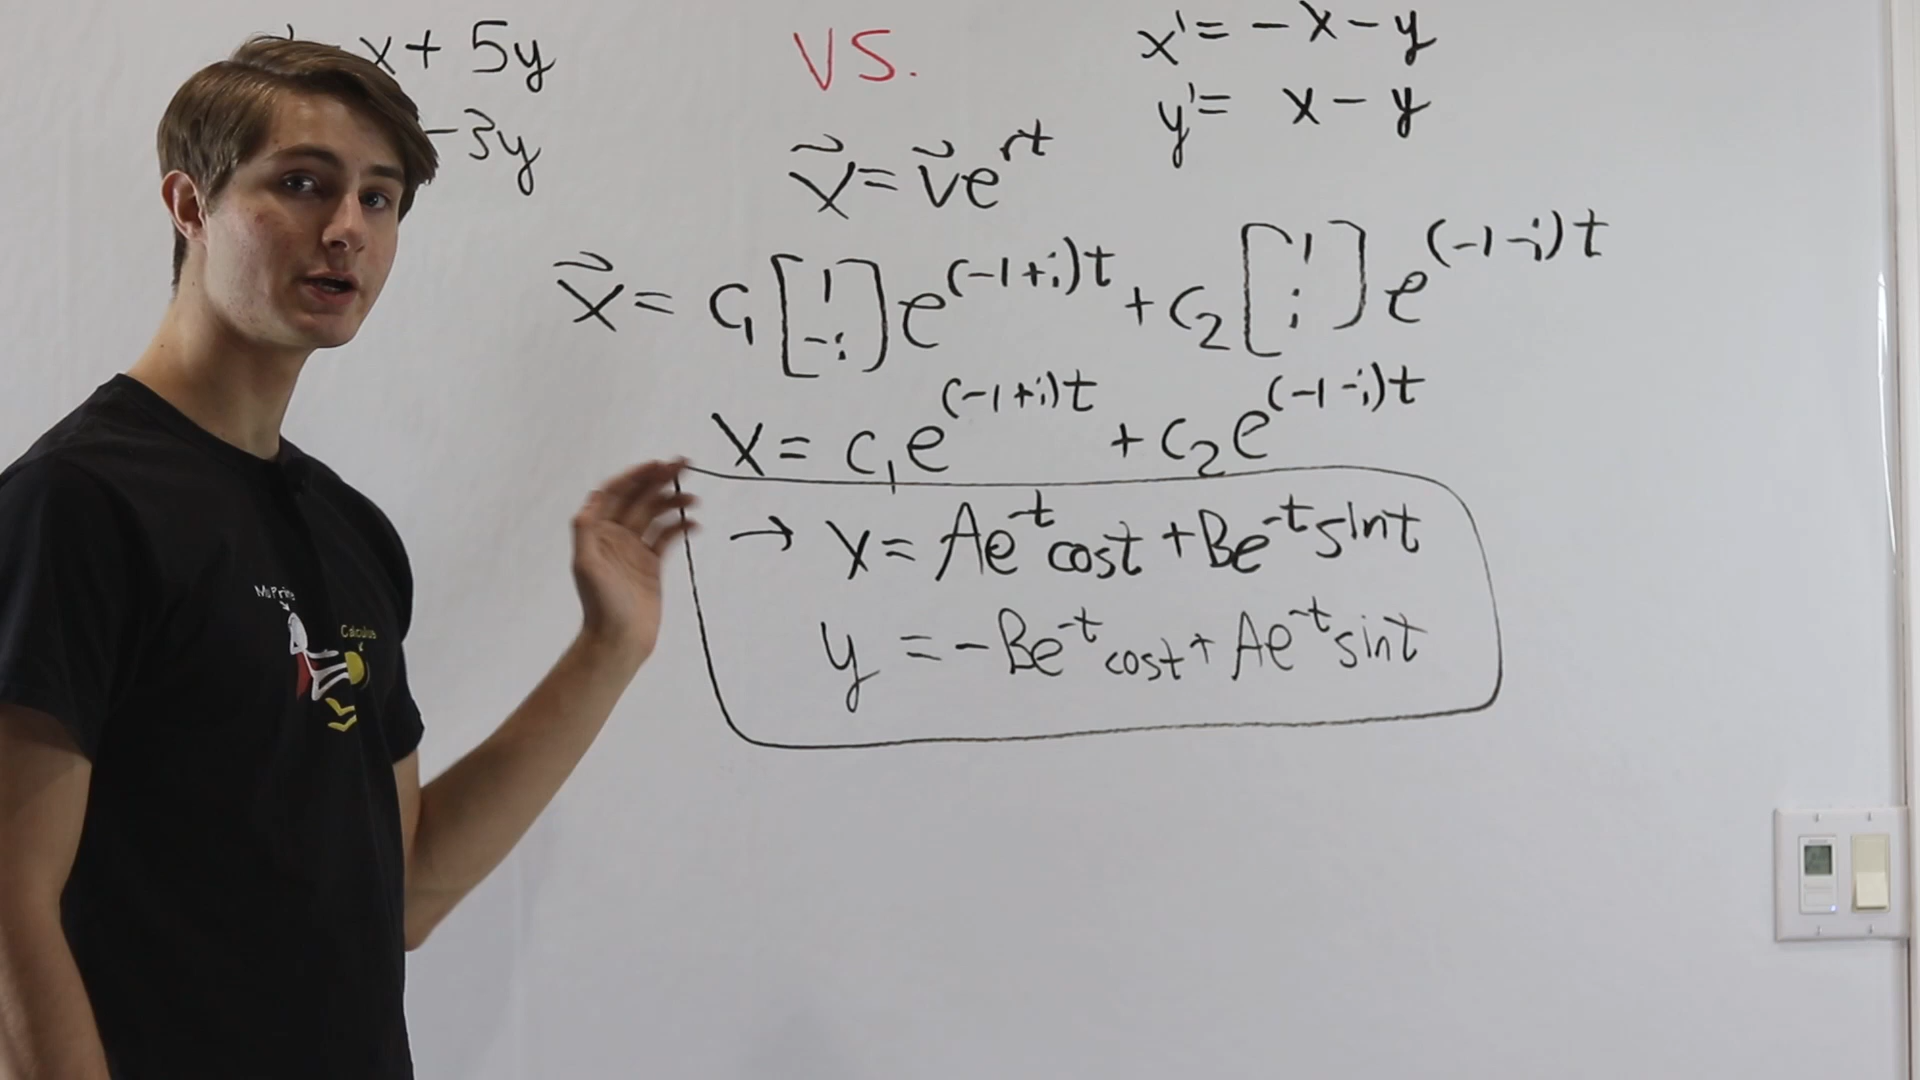 x + 5y
-3y
VS.
x' = -x - y
y' = x - y
x⃗ = v⃗e^rt
x⃗ = c₁[1 -i]e^(-1+i)t + c₂[1 i]e^(-1-i)t
x = c₁e^(-1+i)t + c₂e^(-1-i)t
→ x = Ae^-t cost + Be^-t sint
y = -Be^-t cost + Ae^-t sint
Calculus